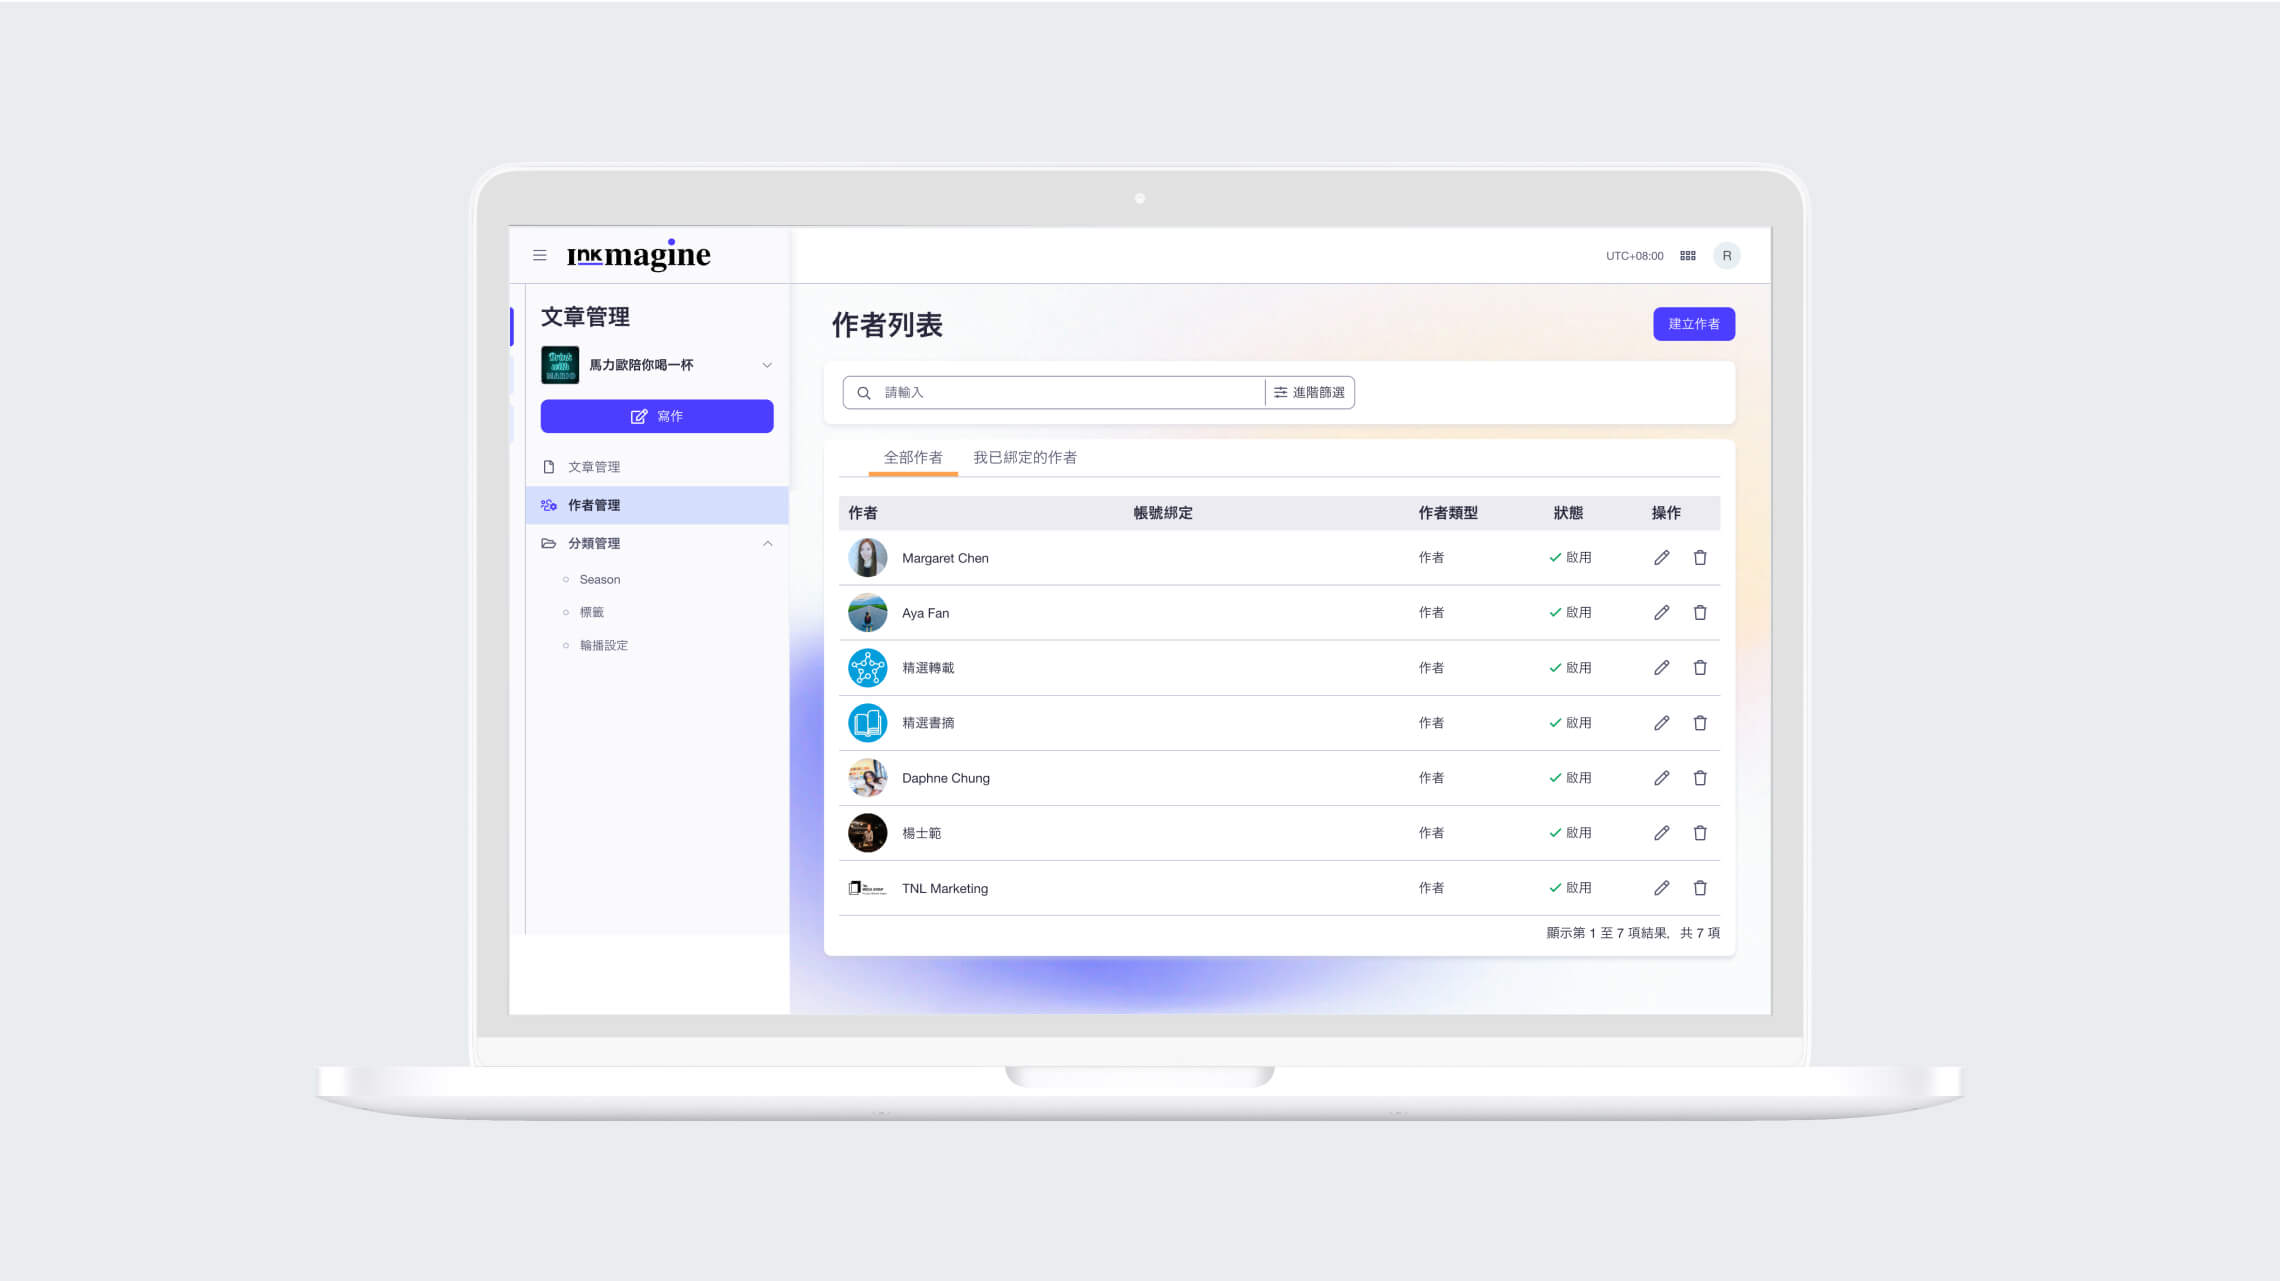 Inkmagine
UTC+08:00
R
文章管理
馬力歐陪你喝一杯
寫作
文章管理
作者管理
分類管理
Season
標籤
輪播設定
作者列表
建立作者
請輸入
進階篩選
全部作者 我已綁定的作者
作者 帳號綁定 作者類型 狀態 操作
Margaret Chen 作者 啟用
Aya Fan 作者 啟用
精選轉載 作者 啟用
精選書摘 作者 啟用
Daphne Chung 作者 啟用
楊士範 作者 啟用
TNL Marketing 作者 啟用
顯示第 1 至 7 項結果，共 7 項